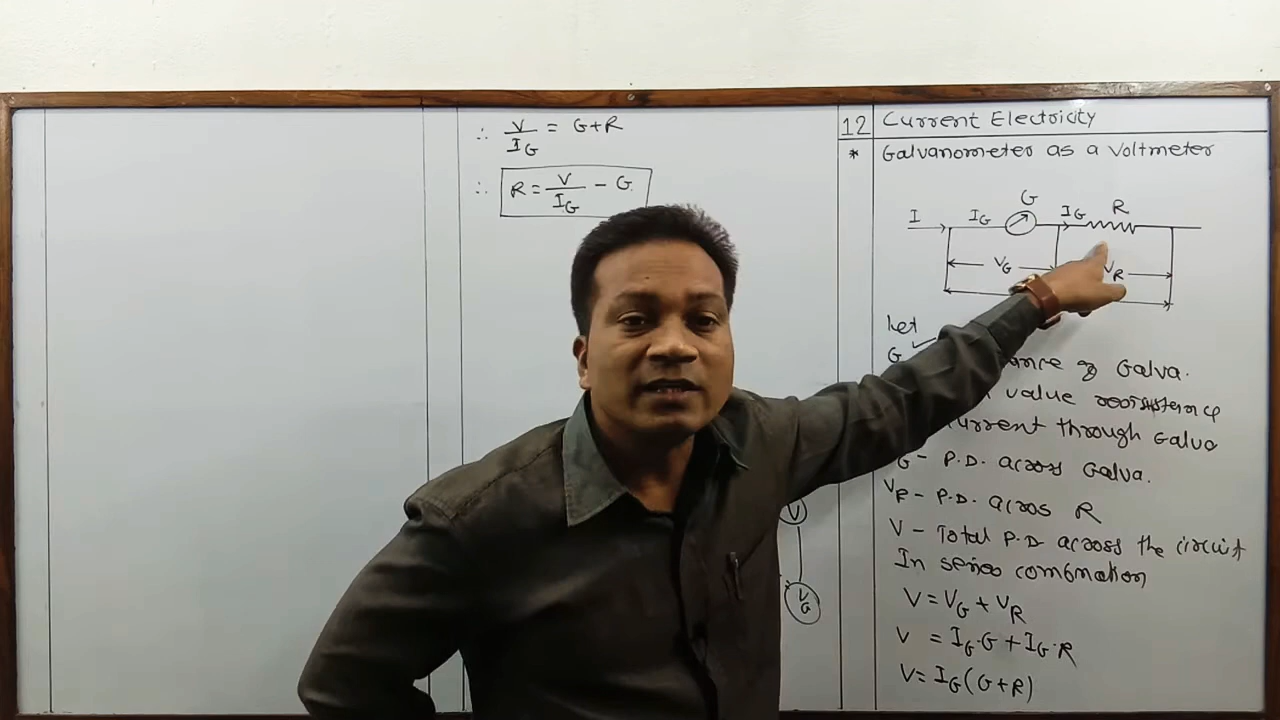 12 Current Electricity
* Galvanometer as a Voltmeter
I I_G G I_G R
V_G V_R
Let
G
of Galva.
value
current through Galva
G - P.D. across Galva.
V_R - P.D. across R
V - Total P.D across the circuit
In series combination
V = V_G + V_R
V = I_G·G + I_G·R
V = I_G(G+R)
∴ V/I_G = G+R
∴ R = V/I_G - G
V
V_G